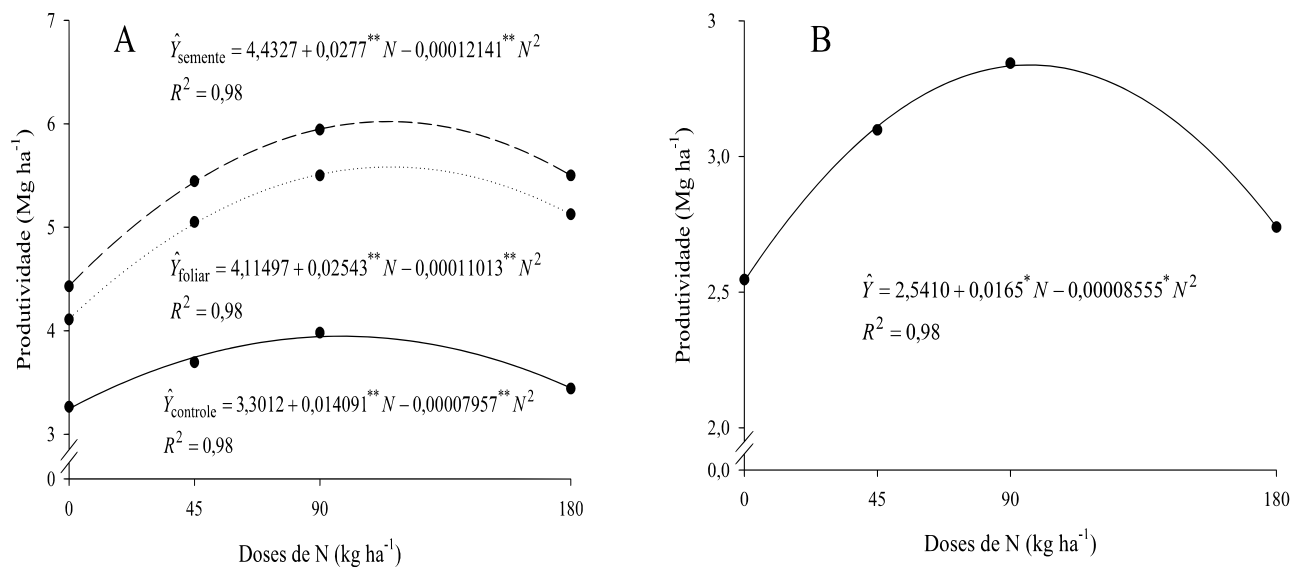 A
Ŷsemente = 4,4327 + 0,0277** N − 0,00012141** N²
R² = 0,98
Ŷfoliar = 4,11497 + 0,02543** N − 0,00011013** N²
R² = 0,98
Ŷcontrole = 3,3012 + 0,014091** N − 0,00007957** N²
R² = 0,98
Produtividade (Mg ha⁻¹)
7
6
5
4
3
0
0 45 90 180
Doses de N (kg ha⁻¹)
B
Ŷ = 2,5410 + 0,0165* N − 0,00008555* N²
R² = 0,98
Produtividade (Mg ha⁻¹)
3
3,0
2,5
2,0
0,0
0 45 90 180
Doses de N (kg ha⁻¹)